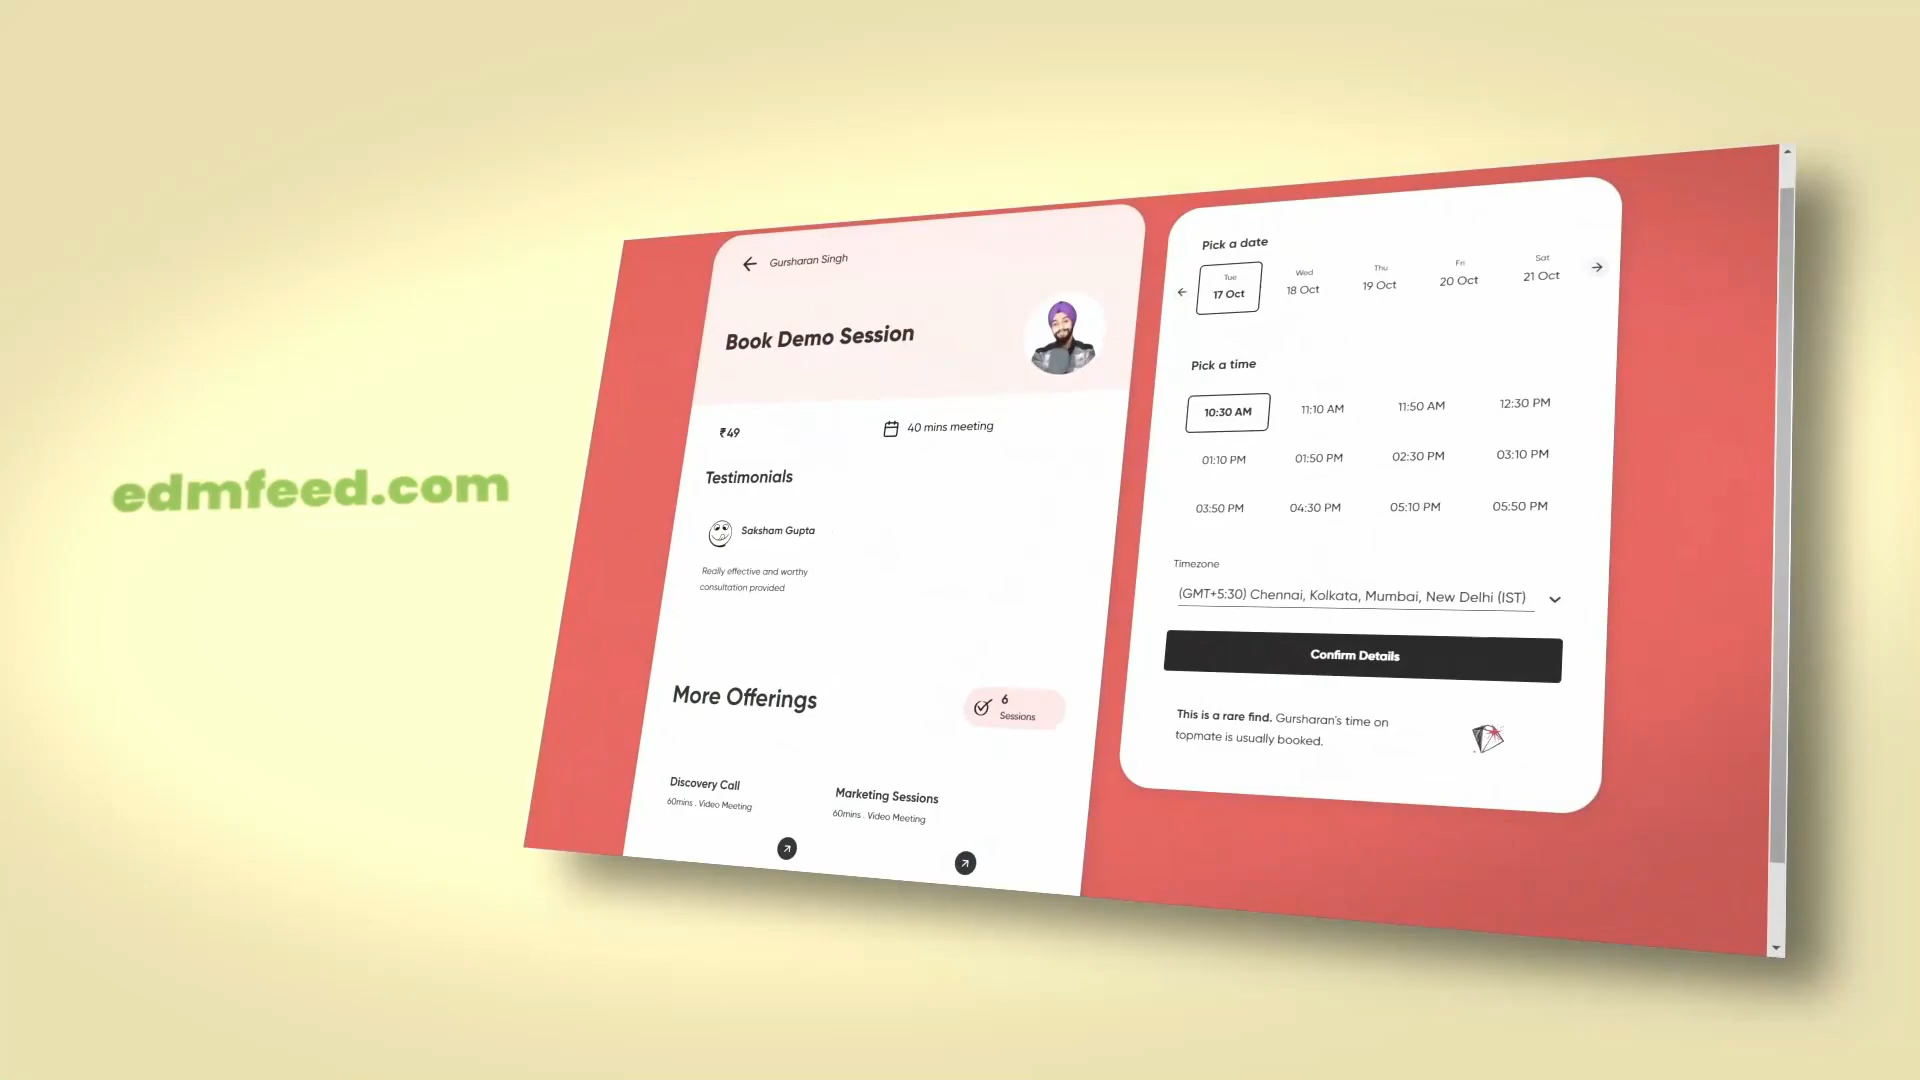 edmfeed.com
Gursharan Singh
Book Demo Session
₹49
40 mins meeting
Testimonials
Saksham Gupta
Really effective and worthy
consultation provided
More Offerings
6
Sessions
Discovery Call
60mins . Video Meeting
Marketing Sessions
60mins . Video Meeting
Pick a date
Tue Wed Thu Fri Sat
17 Oct 18 Oct 19 Oct 20 Oct 21 Oct
Pick a time
10:30 AM 11:10 AM 11:50 AM 12:30 PM
01:10 PM 01:50 PM 02:30 PM 03:10 PM
03:50 PM 04:30 PM 05:10 PM 05:50 PM
Timezone
(GMT+5:30) Chennai, Kolkata, Mumbai, New Delhi (IST)
Confirm Details
This is a rare find. Gursharan's time on
topmate is usually booked.